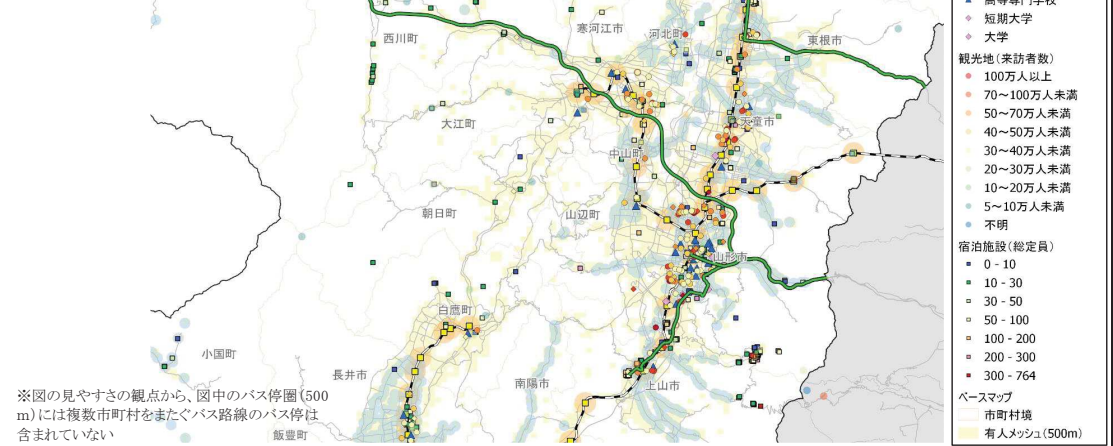 西川町
寒河江市
河北町
東根市
大江町
天童市
中山町
朝日町
山辺町
山形市
白鷹町
小国町
長井市
南陽市
上山市
飯豊町
※図の見やすさの観点から、図中のバス停圏(500
m)には複数市町村をまたぐバス路線のバス停は
含まれていない
高等専門学校
短期大学
大学
観光地(来訪者数)
100万人以上
70~100万人未満
50~70万人未満
40~50万人未満
30~40万人未満
20~30万人未満
10~20万人未満
5~10万人未満
不明
宿泊施設(総定員)
0 - 10
10 - 30
30 - 50
50 - 100
100 - 200
200 - 300
300 - 764
ベースマップ
市町村境
有人メッシュ(500m)